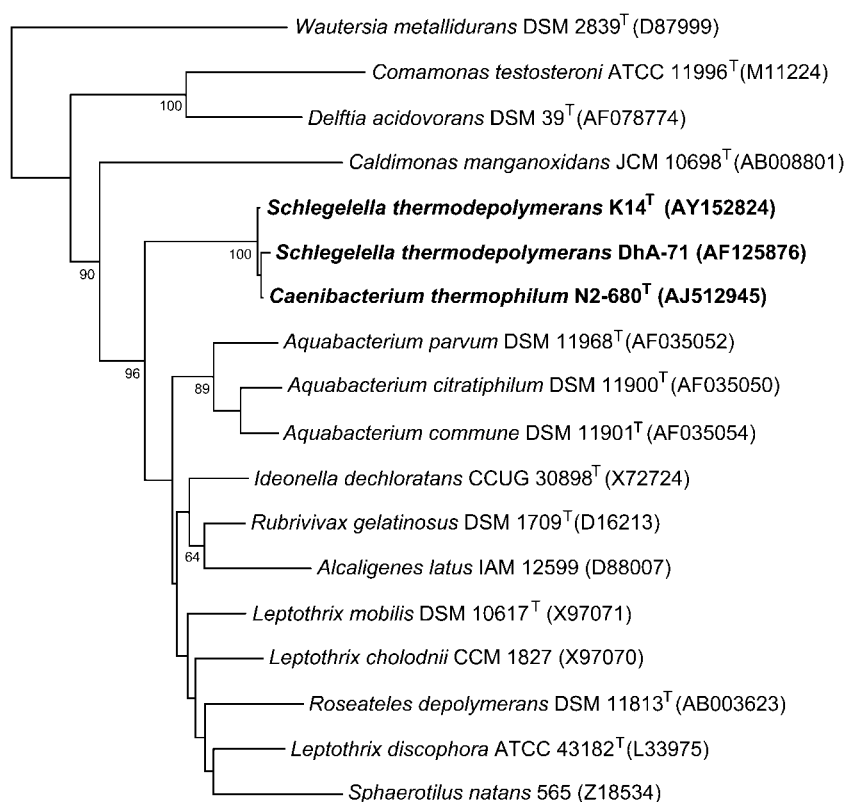 Wautersia metallidurans DSM 2839T (D87999)
Comamonas testosteroni ATCC 11996T (M11224)
100
Delftia acidovorans DSM 39T (AF078774)
Caldimonas manganoxidans JCM 10698T (AB008801)
Schlegelella thermodepolymerans K14T (AY152824)
100
Schlegelella thermodepolymerans DhA-71 (AF125876)
90
Caenibacterium thermophilum N2-680T (AJ512945)
Aquabacterium parvum DSM 11968T (AF035052)
96
89
Aquabacterium citratiphilum DSM 11900T (AF035050)
Aquabacterium commune DSM 11901T (AF035054)
Ideonella dechloratans CCUG 30898T (X72724)
Rubrivivax gelatinosus DSM 1709T (D16213)
64
Alcaligenes latus IAM 12599 (D88007)
Leptothrix mobilis DSM 10617T (X97071)
Leptothrix cholodnii CCM 1827 (X97070)
Roseateles depolymerans DSM 11813T (AB003623)
Leptothrix discophora ATCC 43182T (L33975)
Sphaerotilus natans 565 (Z18534)